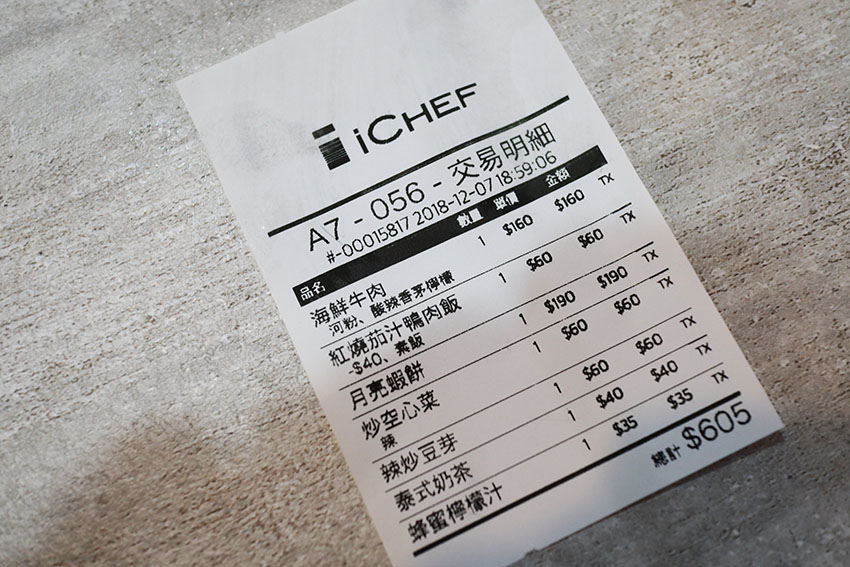 iCHEF
A7 - 056 - 交易明細
#-00015817 2018-12-07 18:59:06
品名 數量 單價 金額
海鮮牛肉 1 $160 $160 TX
河粉、酸辣香茅檸檬
紅燒茄汁鴨肉飯 1 $60 $60 TX
-$40、素飯
月亮蝦餅 1 $190 $190 TX
炒空心菜 1 $60 $60 TX
辣
辣炒豆芽 1 $60 $60 TX
泰式奶茶 1 $40 $40 TX
蜂蜜檸檬汁 1 $35 $35 TX
總計 $605